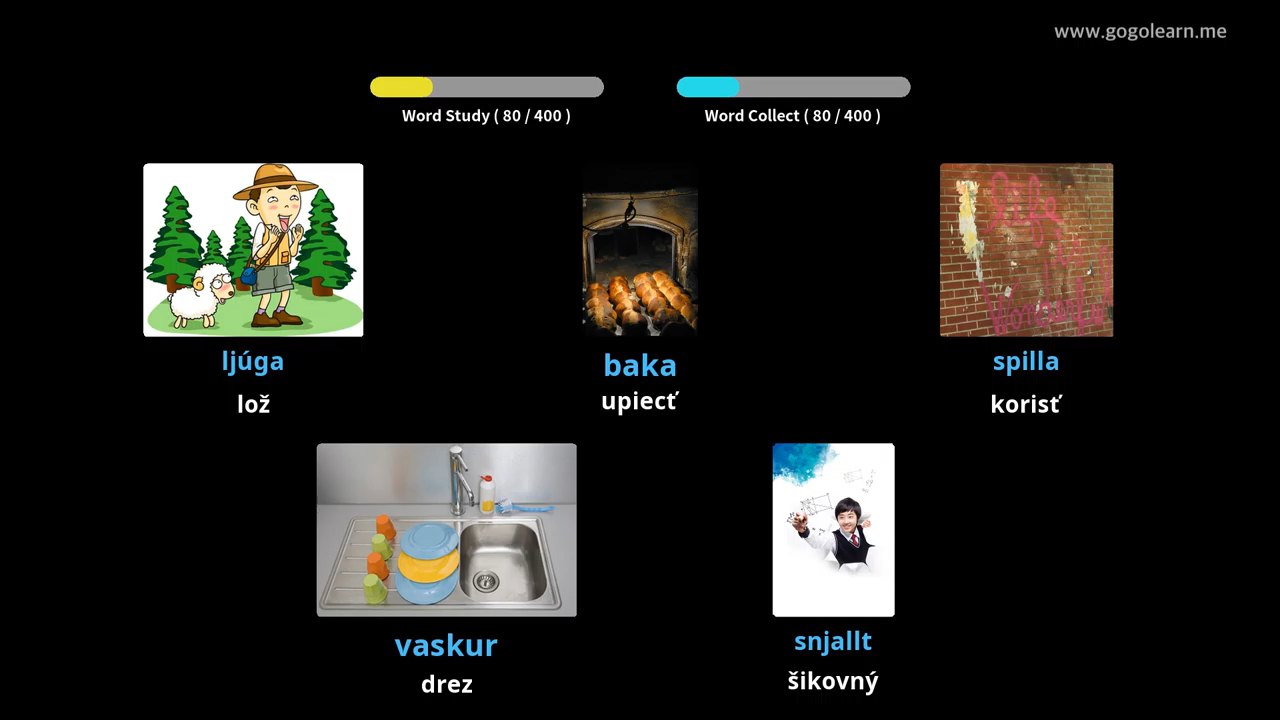 www.gogolearn.me
Word Study ( 80 / 400 )
Word Collect ( 80 / 400 )
ljúga
baka
spilla
lož
upiecť
korisť
vaskur
snjallt
drez
šikovný